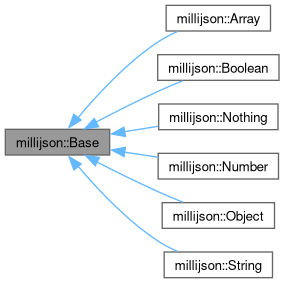 millijson::Array
millijson::Boolean
millijson::Nothing
millijson::Base
millijson::Number
millijson::Object
millijson::String